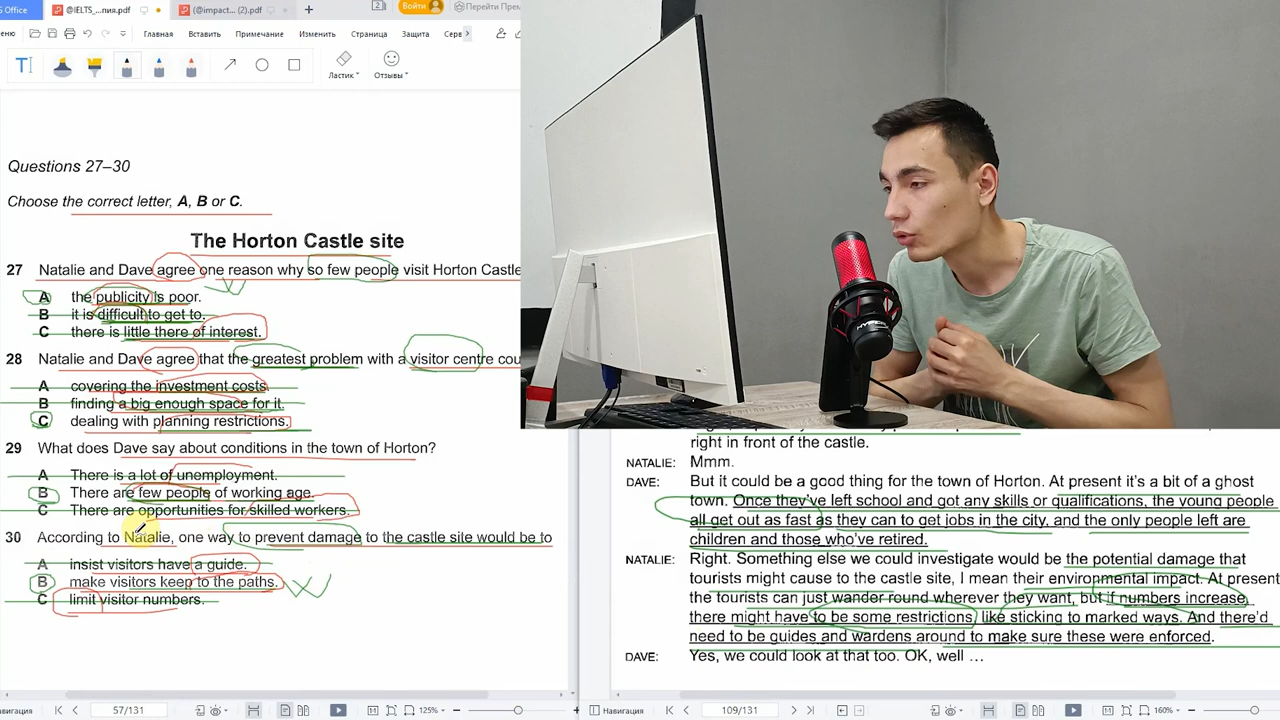 S Office
@IELTS_...пия.pdf
(@impact... (2).pdf
2
Войти
Перейти Прем
еню
Главная
Вставить
Примечание
Изменить
Страница
Защита
Серв
T
Ластик
Отзывы
Questions 27–30
Choose the correct letter, A, B or C.
The Horton Castle site
27 Natalie and Dave agree one reason why so few people visit Horton Castle
A the publicity is poor.
B it is difficult to get to.
C there is little there of interest.
28 Natalie and Dave agree that the greatest problem with a visitor centre cou
A covering the investment costs
B finding a big enough space for it.
C dealing with planning restrictions.
29 What does Dave say about conditions in the town of Horton?
A There is a lot of unemployment.
B There are few people of working age.
C There are opportunities for skilled workers.
30 According to Natalie, one way to prevent damage to the castle site would be to
A insist visitors have a guide.
B make visitors keep to the paths.
C limit visitor numbers.
HYPERX
right in front of the castle.
NATALIE: Mmm.
DAVE: But it could be a good thing for the town of Horton. At present it's a bit of a ghost
town. Once they've left school and got any skills or qualifications, the young people
all get out as fast as they can to get jobs in the city, and the only people left are
children and those who've retired.
NATALIE: Right. Something else we could investigate would be the potential damage that
tourists might cause to the castle site, I mean their environmental impact. At present
the tourists can just wander round wherever they want, but if numbers increase,
there might have to be some restrictions, like sticking to marked ways. And there'd
need to be guides and wardens around to make sure these were enforced.
DAVE: Yes, we could look at that too. OK, well …
авигация
57/131
125%
Навигация
109/131
160%